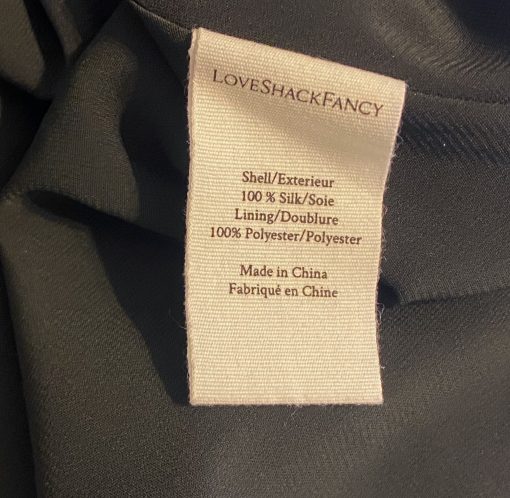 LOVESHACKFANCY
Shell/Exterieur
100 % Silk/Soie
Lining/Doublure
100% Polyester/Polyester
Made in China
Fabriqué en Chine